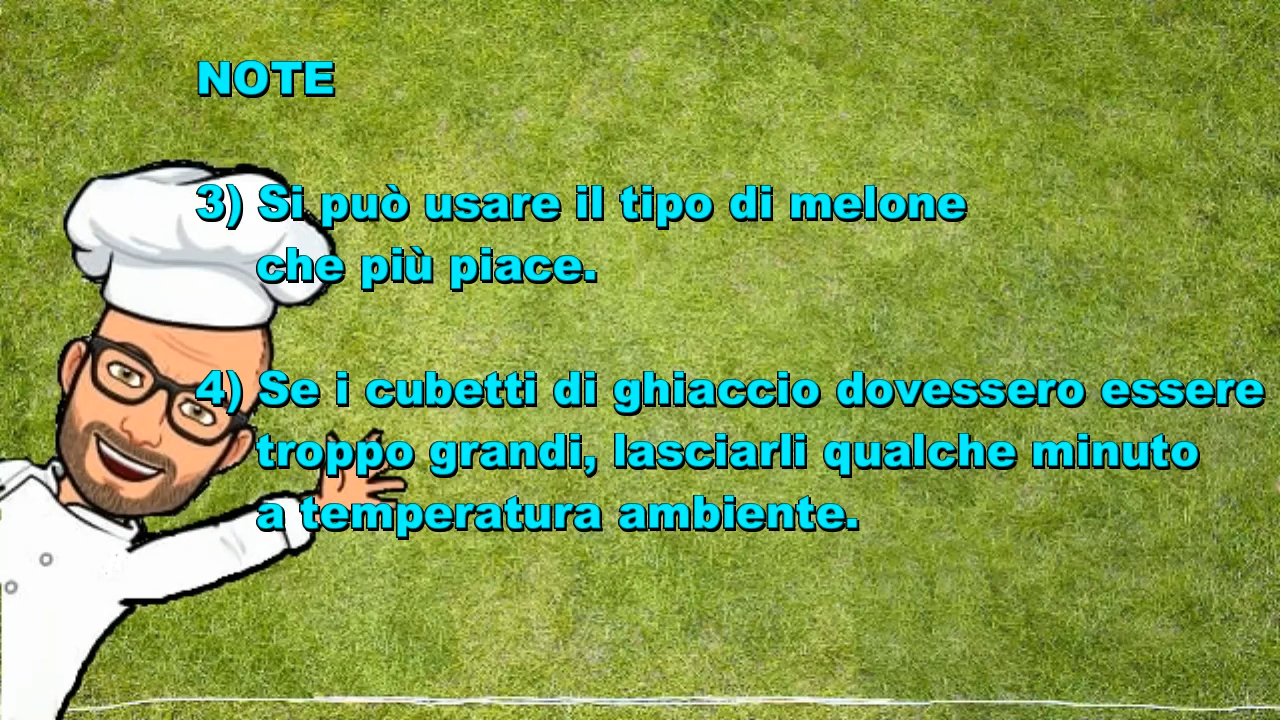 NOTE
3) Si può usare il tipo di melone
che più piace.
4) Se i cubetti di ghiaccio dovessero essere
troppo grandi, lasciarli qualche minuto
a temperatura ambiente.